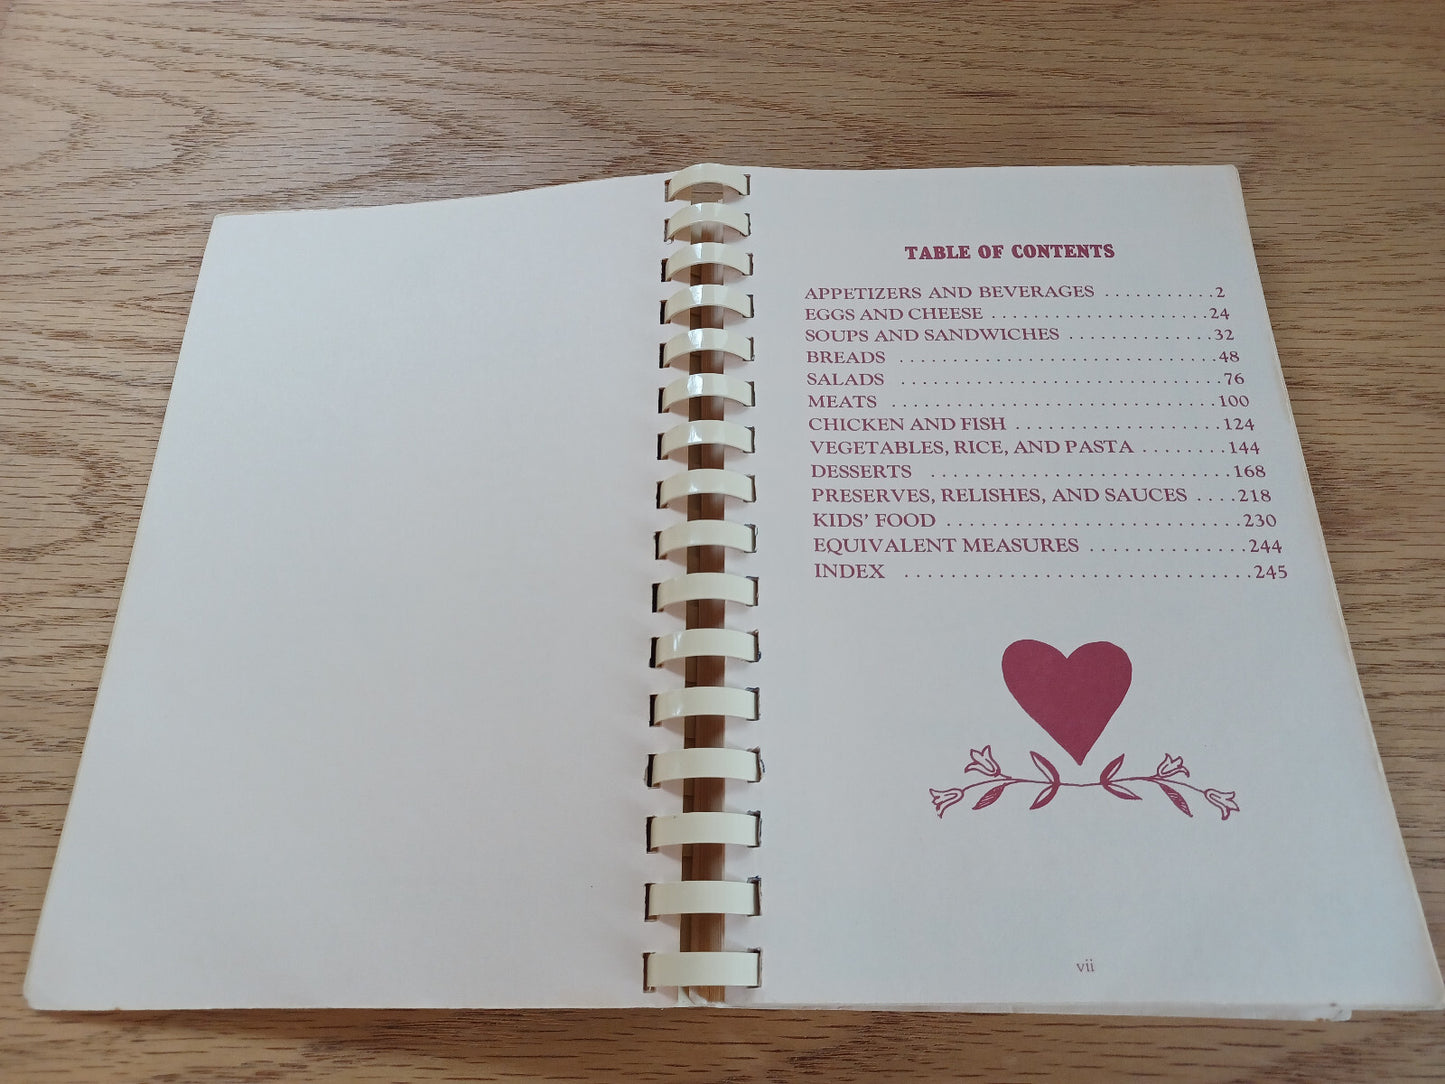 TABLE OF CONTENTS
APPETIZERS AND BEVERAGES . . . . . . . . . . . 2
EGGS AND CHEESE . . . . . . . . . . . . . . . . . . . . . 24
SOUPS AND SANDWICHES . . . . . . . . . . . . . . 32
BREADS . . . . . . . . . . . . . . . . . . . . . . . . . . . . . . 48
SALADS . . . . . . . . . . . . . . . . . . . . . . . . . . . . . . 76
MEATS . . . . . . . . . . . . . . . . . . . . . . . . . . . . . . 100
CHICKEN AND FISH . . . . . . . . . . . . . . . . . . . . 124
VEGETABLES, RICE, AND PASTA . . . . . . . . 144
DESSERTS . . . . . . . . . . . . . . . . . . . . . . . . . . . . 168
PRESERVES, RELISHES, AND SAUCES . . . . 218
KIDS' FOOD . . . . . . . . . . . . . . . . . . . . . . . . . . . 230
EQUIVALENT MEASURES . . . . . . . . . . . . . . 244
INDEX . . . . . . . . . . . . . . . . . . . . . . . . . . . . . . . 245
vii